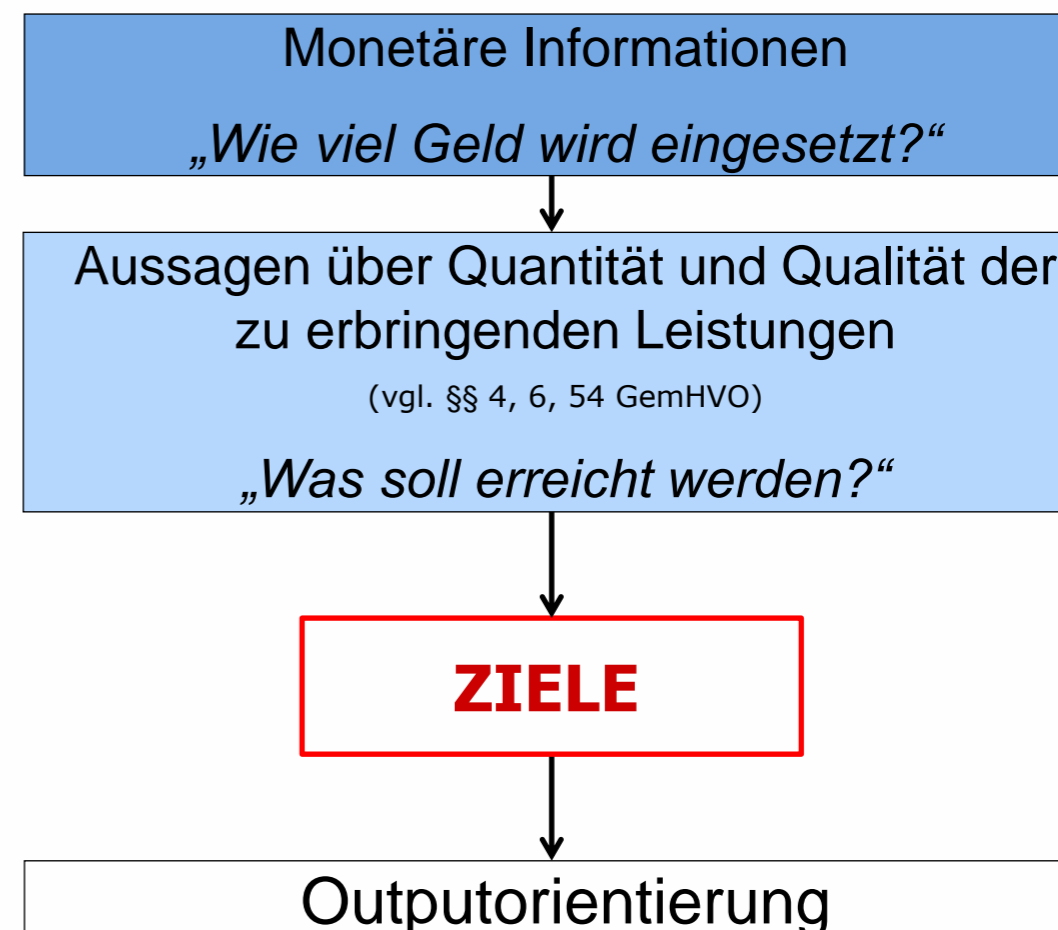 Monetäre Informationen
„Wie viel Geld wird eingesetzt?“
Aussagen über Quantität und Qualität der
zu erbringenden Leistungen
(vgl. §§ 4, 6, 54 GemHVO)
„Was soll erreicht werden?“
ZIELE
Outputorientierung